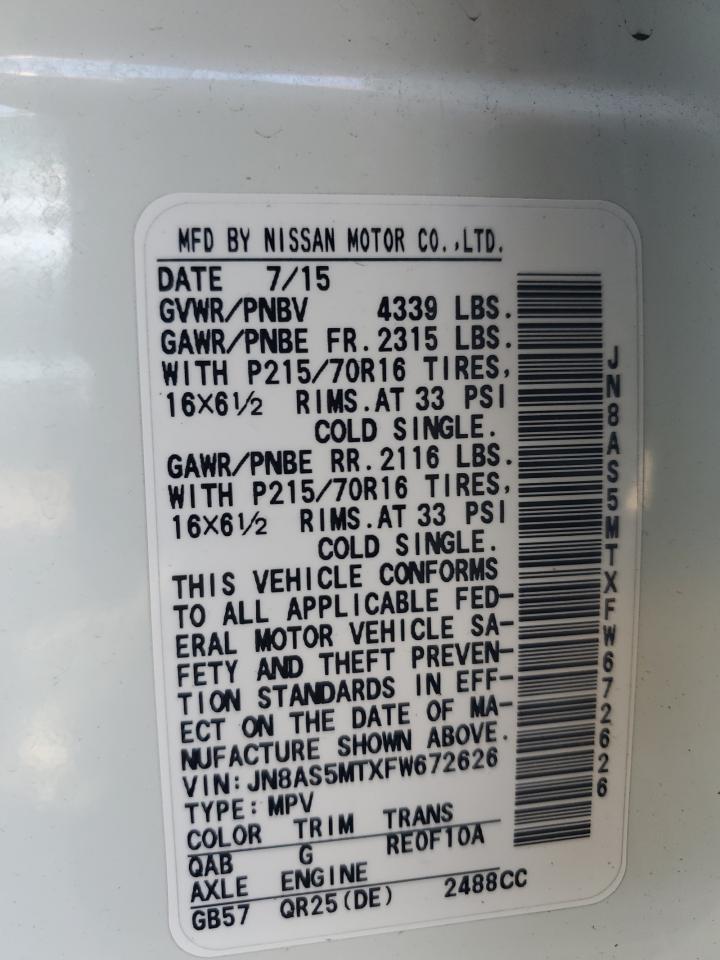 MFD BY NISSAN MOTOR CO.,LTD.
DATE 7/15
GVWR/PNBV 4339 LBS.
GAWR/PNBE FR.2315 LBS.
WITH P215/70R16 TIRES,
16X6½ RIMS.AT 33 PSI
COLD SINGLE.
GAWR/PNBE RR.2116 LBS.
WITH P215/70R16 TIRES,
16X6½ RIMS.AT 33 PSI
COLD SINGLE.
THIS VEHICLE CONFORMS
TO ALL APPLICABLE FED-
ERAL MOTOR VEHICLE SA-
FETY AND THEFT PREVEN-
TION STANDARDS IN EFF-
ECT ON THE DATE OF MA-
NUFACTURE SHOWN ABOVE.
VIN:JN8AS5MTXFW672626
TYPE:MPV
COLOR TRIM TRANS
QAB G RE0F10A
AXLE ENGINE
GB57 QR25(DE) 2488CC
JN8AS5MTXFW672626